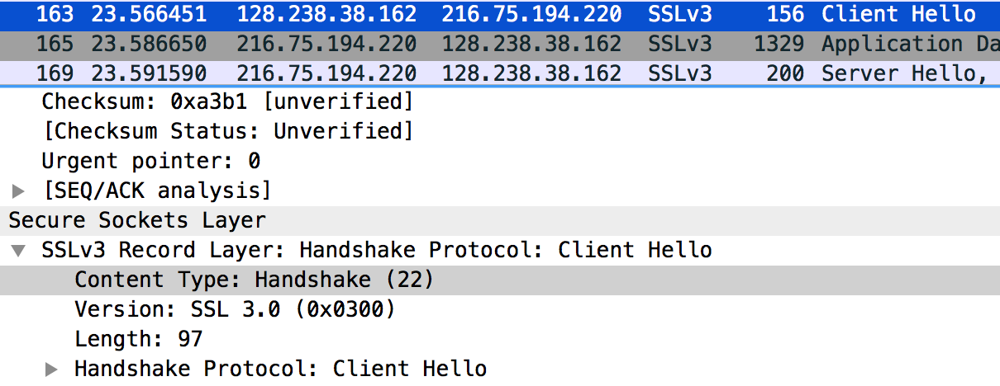 163 23.566451 128.238.38.162 216.75.194.220 SSLv3 156 Client Hello
165 23.586650 216.75.194.220 128.238.38.162 SSLv3 1329 Application Da
169 23.591590 216.75.194.220 128.238.38.162 SSLv3 200 Server Hello,
Checksum: 0xa3b1 [unverified]
[Checksum Status: Unverified]
Urgent pointer: 0
[SEQ/ACK analysis]
Secure Sockets Layer
SSLv3 Record Layer: Handshake Protocol: Client Hello
Content Type: Handshake (22)
Version: SSL 3.0 (0x0300)
Length: 97
Handshake Protocol: Client Hello